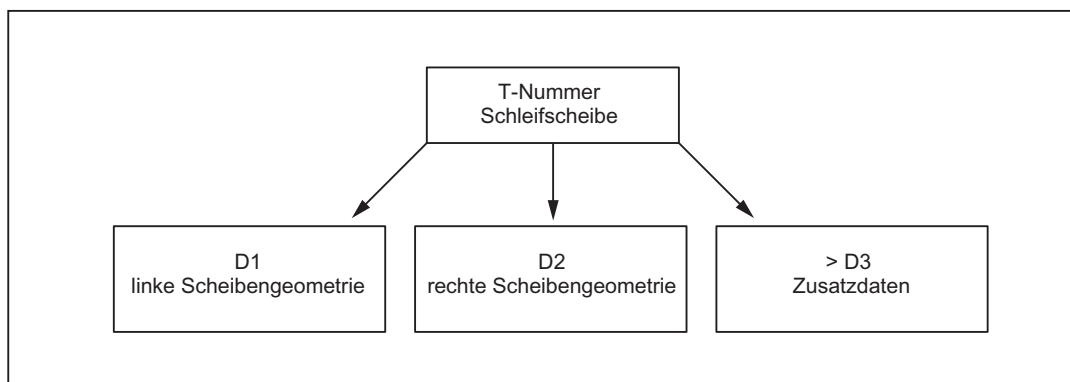 T-Nummer
Schleifscheibe
D1
linke Scheibengeometrie
D2
rechte Scheibengeometrie
> D3
Zusatzdaten